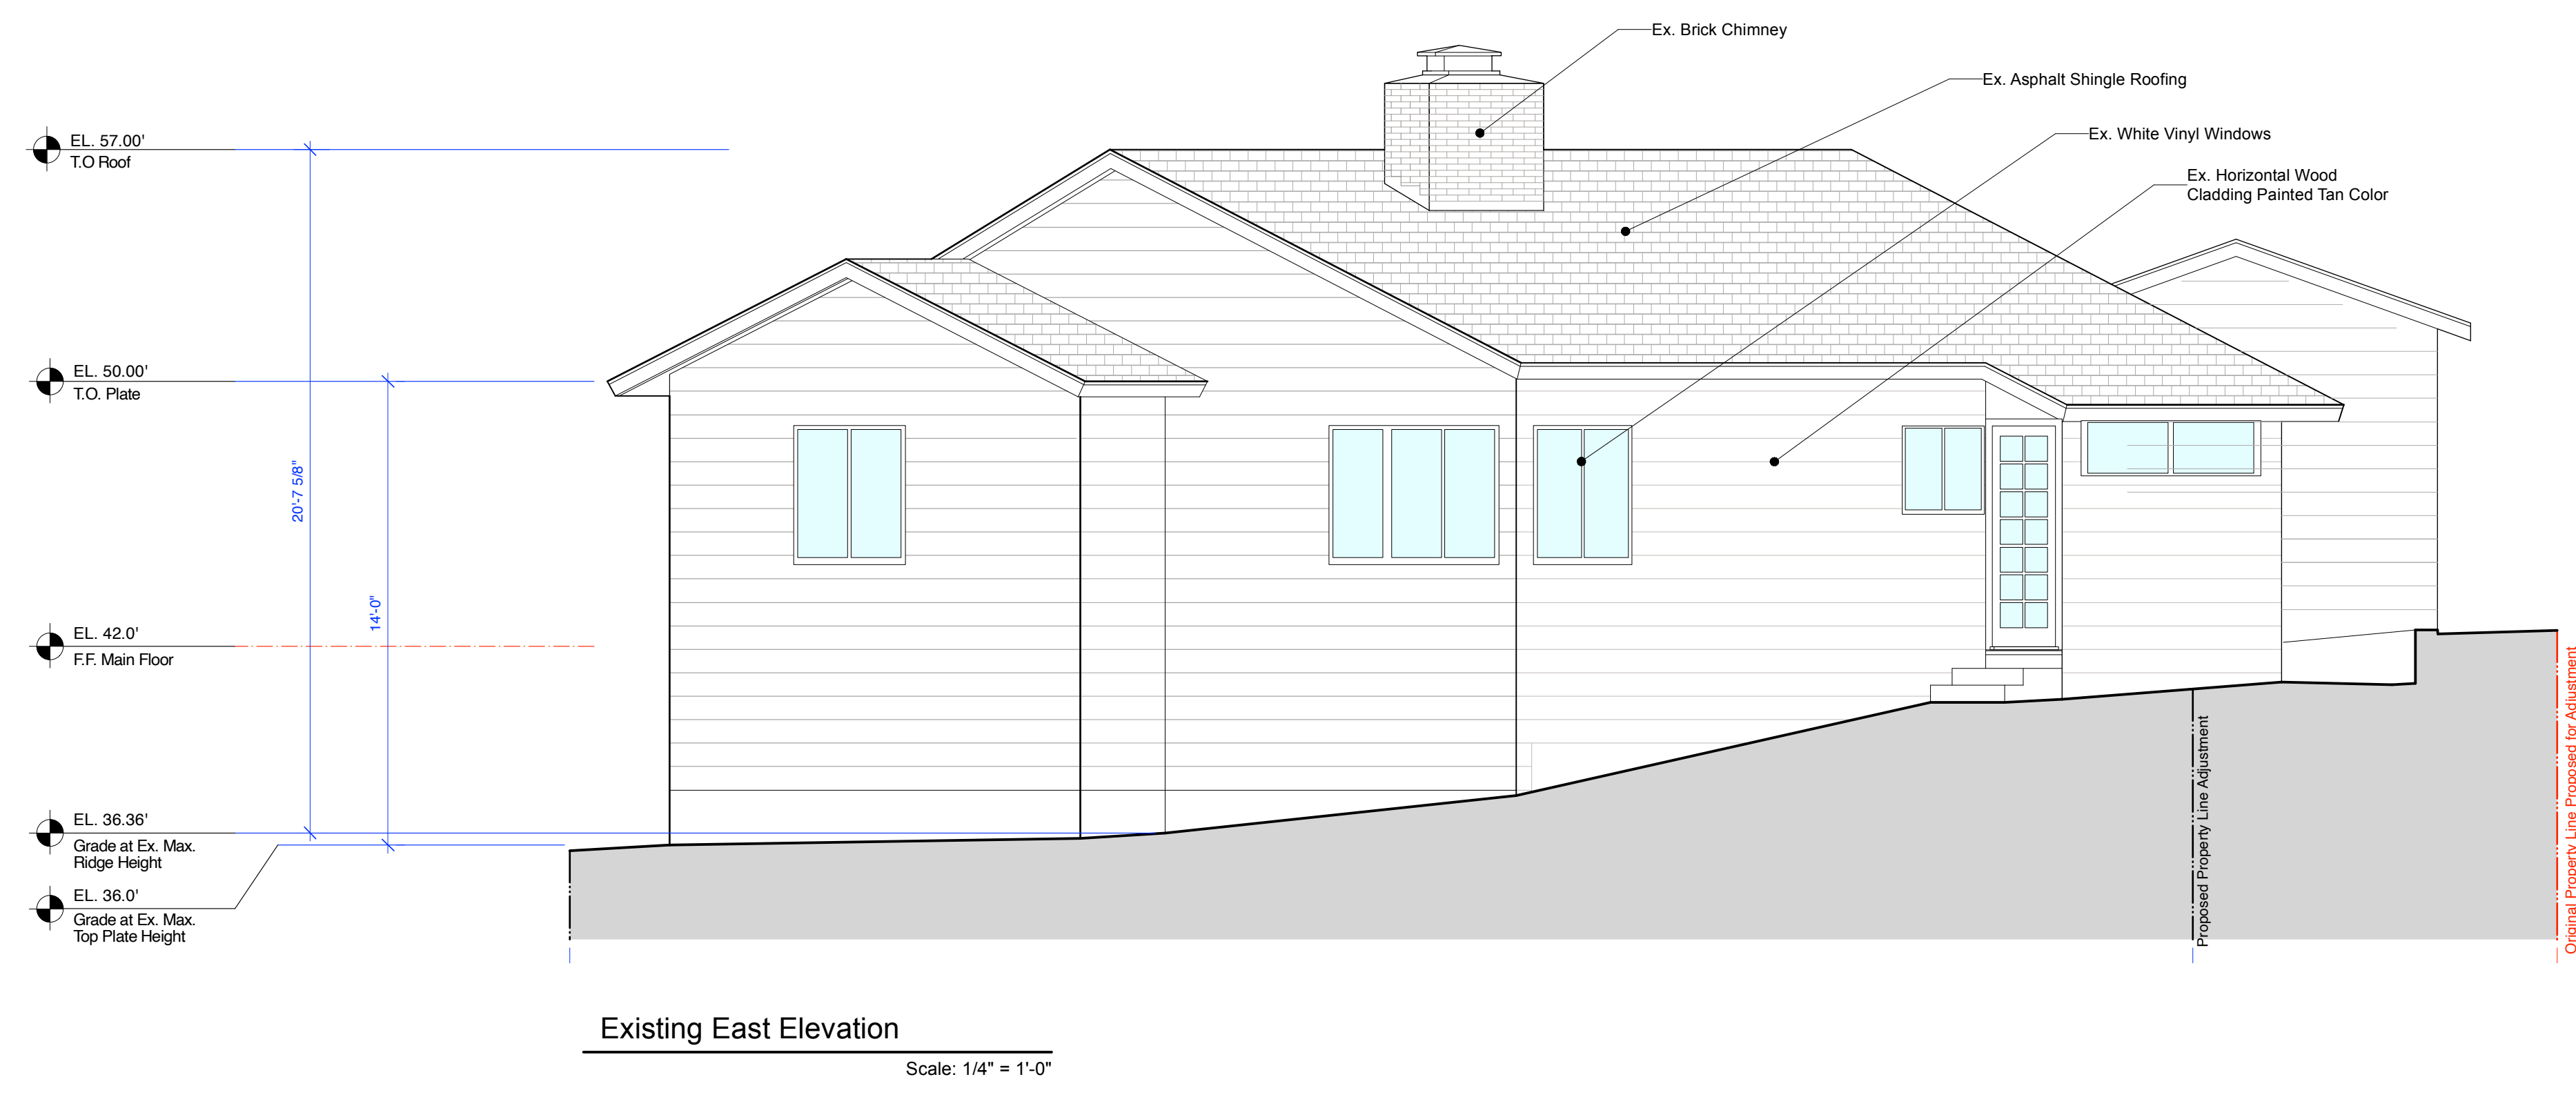 Ex. Brick Chimney
Ex. Asphalt Shingle Roofing
Ex. White Vinyl Windows
Ex. Horizontal Wood
Cladding Painted Tan Color
EL. 57.00'
T.O Roof
EL. 50.00'
T.O. Plate
20'-7 5/8"
14'-0"
EL. 42.0'
F.F. Main Floor
EL. 36.36'
Grade at Ex. Max.
Ridge Height
EL. 36.0'
Grade at Ex. Max.
Top Plate Height
Proposed Property Line Adjustment
Original Property Line Proposed for Adjustment
Existing East Elevation
Scale: 1/4" = 1'-0"